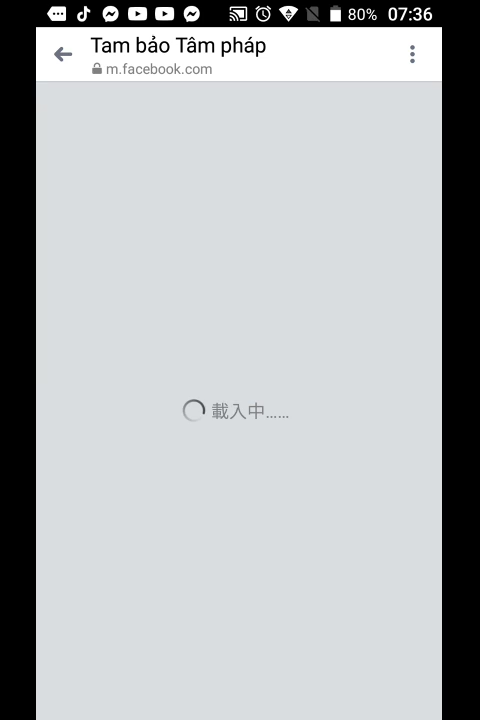 80% 07:36
Tam bảo Tâm pháp
m.facebook.com
載入中......